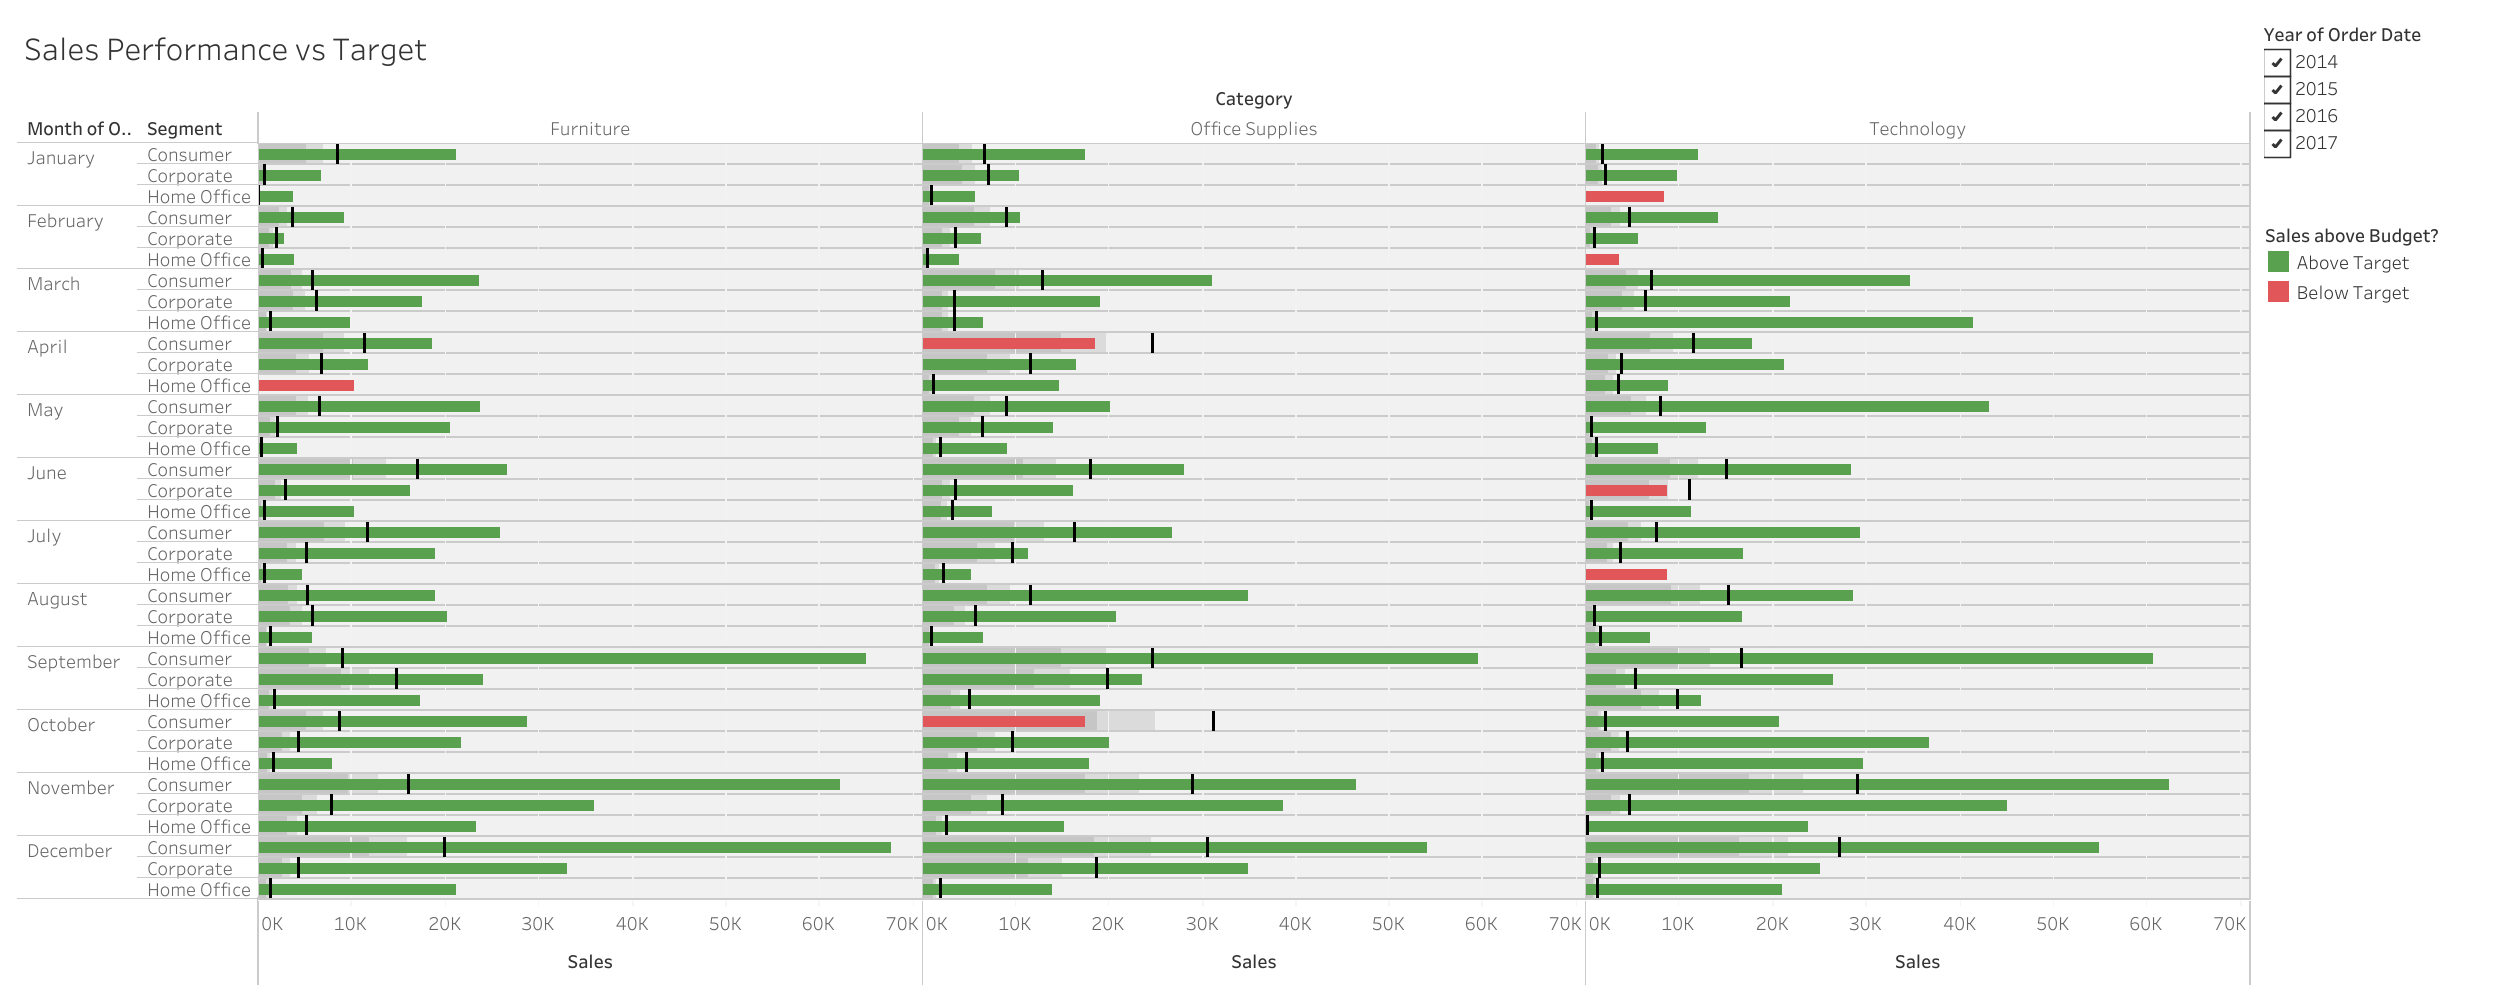 Sales Performance vs Target
Category
Month of O.. Segment Furniture Office Supplies Technology
January Consumer
Corporate
Home Office
February Consumer
Corporate
Home Office
March Consumer
Corporate
Home Office
April Consumer
Corporate
Home Office
May Consumer
Corporate
Home Office
June Consumer
Corporate
Home Office
July Consumer
Corporate
Home Office
August Consumer
Corporate
Home Office
September Consumer
Corporate
Home Office
October Consumer
Corporate
Home Office
November Consumer
Corporate
Home Office
December Consumer
Corporate
Home Office
0K 10K 20K 30K 40K 50K 60K 70K 0K 10K 20K 30K 40K 50K 60K 70K 0K 10K 20K 30K 40K 50K 60K 70K
Sales Sales Sales
Year of Order Date
2014
2015
2016
2017
Sales above Budget?
Above Target
Below Target